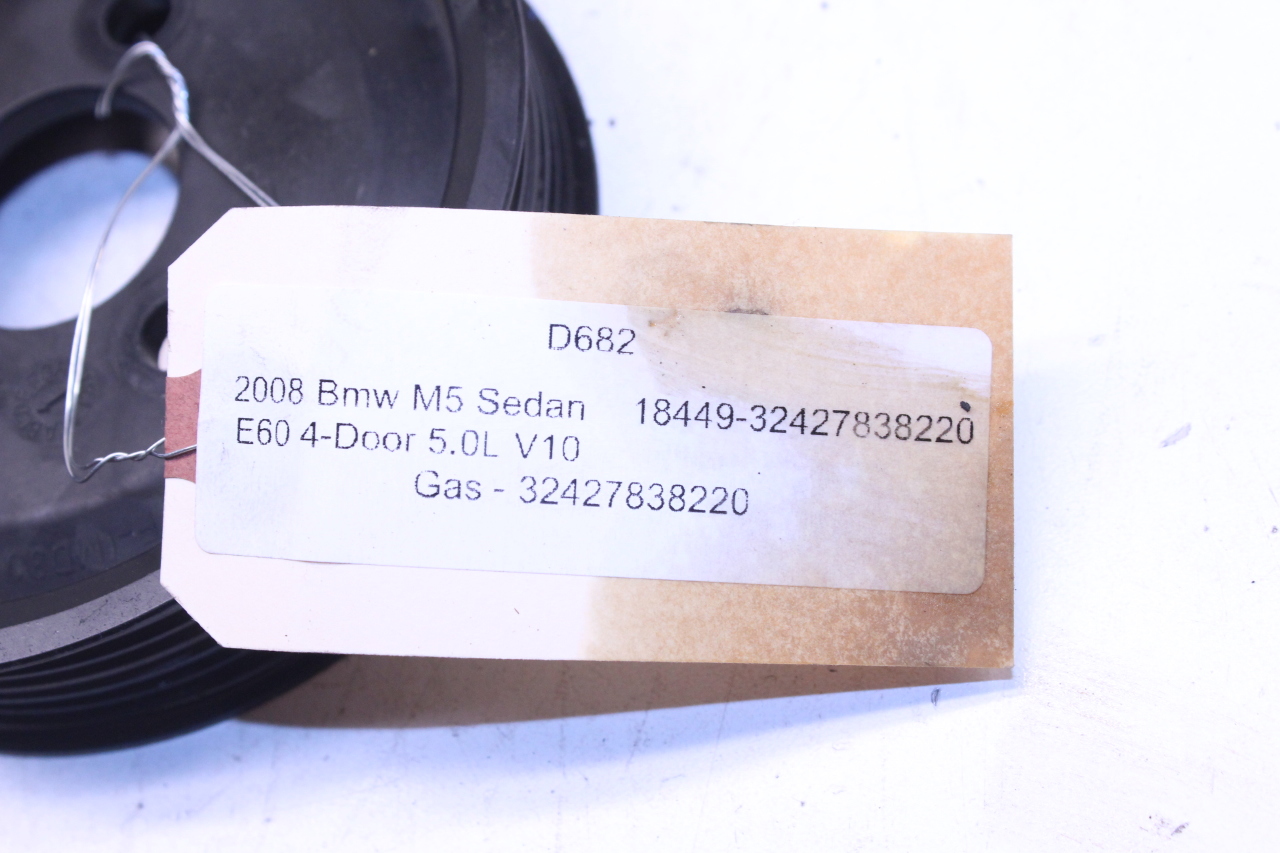 D682
2008 Bmw M5 Sedan 18449-32427838220
E60 4-Door 5.0L V10
Gas - 32427838220